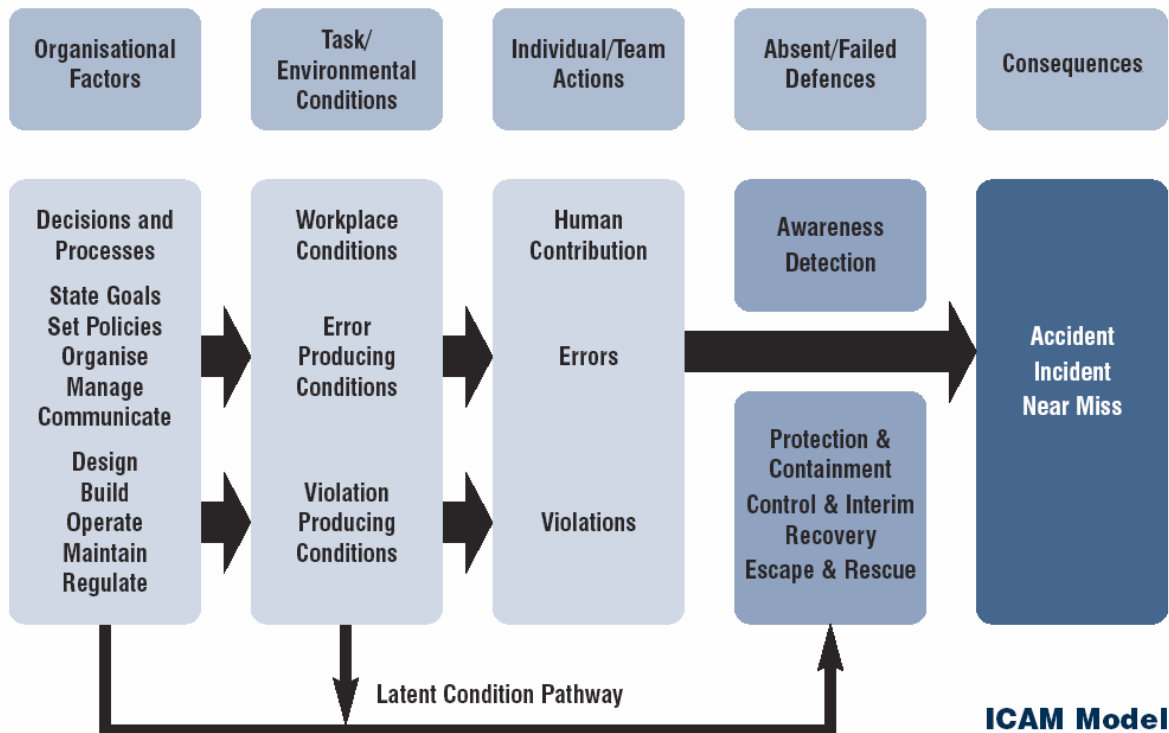 Organisational
Factors
Task/
Environmental
Conditions
Individual/Team
Actions
Absent/Failed
Defences
Consequences
Decisions and
Processes
State Goals
Set Policies
Organise
Manage
Communicate
Design
Build
Operate
Maintain
Regulate
Workplace
Conditions
Error
Producing
Conditions
Violation
Producing
Conditions
Human
Contribution
Errors
Violations
Awareness
Detection
Protection &
Containment
Control & Interim
Recovery
Escape & Rescue
Accident
Incident
Near Miss
Latent Condition Pathway
ICAM Model